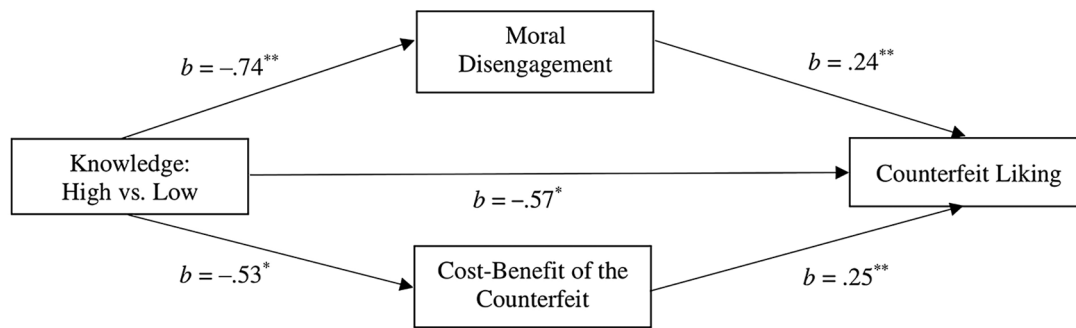 Moral
Disengagement
b = –.74**
b = .24**
Knowledge:
High vs. Low
Counterfeit Liking
b = –.57*
Cost-Benefit of the
Counterfeit
b = –.53*
b = .25**